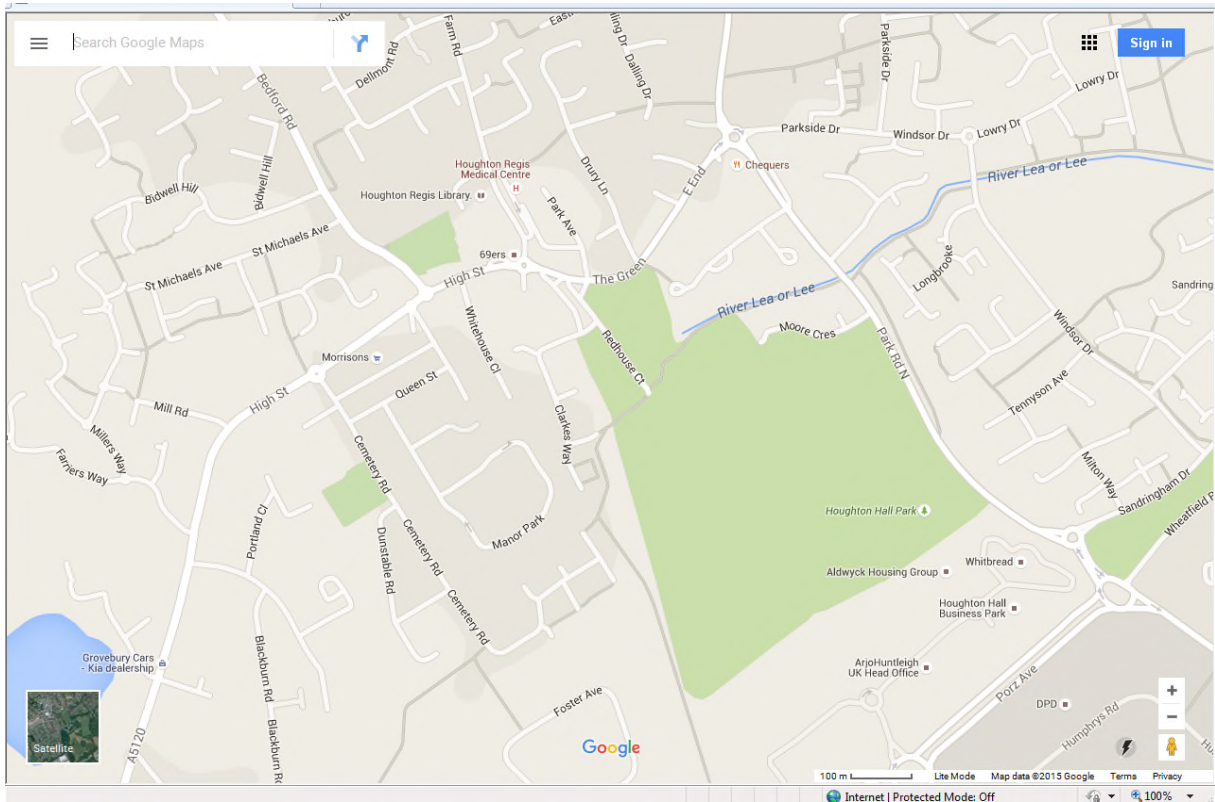 Search Google Maps
Sign in
Farm Rd
Dellmont Rd
Dalling Dr
Dalling Dr
Parkside Dr
Lowry Dr
Bedford Rd
Parkside Dr
Windsor Dr
Lowry Dr
Houghton Regis
Medical Centre
H
Chequers
River Lea or Lee
Bidwell Hill
Bidwell Hill
Houghton Regis Library
Drury Ln
E End
Park Ave
St Michaels Ave
St Michaels Ave
69ers
High St
The Green
Longbrooke
Sandring
River Lea or Lee
Moore Cres
Whitehouse Cl
Redhouse Ct
Park Rd N
Windsor Dr
Morrisons
Queen St
High St
Mill Rd
Tennyson Ave
Clarkes Way
Millers Way
Farriers Way
Cemetery Rd
Milton Way
Sandringham Dr
Wheatfield R
Portland Cl
Houghton Hall Park
Manor Park
Dunstable Rd
Cemetery Rd
Cemetery Rd
Whitbread
Aldwyck Housing Group
Houghton Hall
Business Park
Grovebury Cars
- Kia dealership
Blackburn Rd
Blackburn R
ArjoHuntleigh
UK Head Office
Porz Ave
Foster Ave
DPD
Humphrys Rd
Hu
A5120
Satellite
Google
+
−
100 m
Lite Mode
Map data ©2015 Google
Terms
Privacy
Internet | Protected Mode: Off
100%